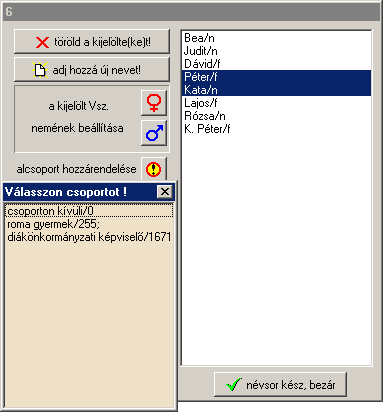 6
töröld a kijelölte(ke)t!
adj hozzá új nevet!
a kijelölt Vsz.
nemének beállítása
alcsoport hozzárendelése
Válasszon csoportot !
csoporton kívüli/0
roma gyermek/255;
diákönkormányzati képviselő/1671
Bea/n
Judit/n
Dávid/f
Péter/f
Kata/n
Lajos/f
Rózsa/n
K. Péter/f
névsor kész, bezár